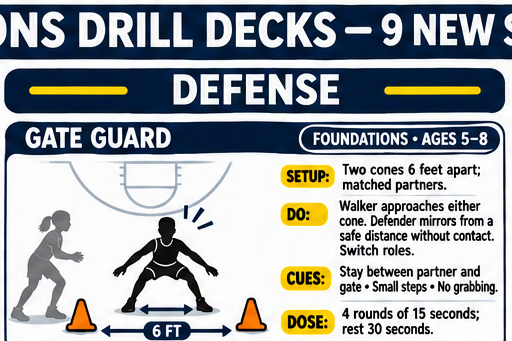 ONS DRILL DECKS – 9 NEW S
DEFENSE
GATE GUARD
FOUNDATIONS • AGES 5–8
SETUP: Two cones 6 feet apart;
matched partners.
DO: Walker approaches either
cone. Defender mirrors from a
safe distance without contact.
Switch roles.
CUES: Stay between partner and
gate • Small steps • No grabbing.
DOSE: 4 rounds of 15 seconds;
rest 30 seconds.
6 FT